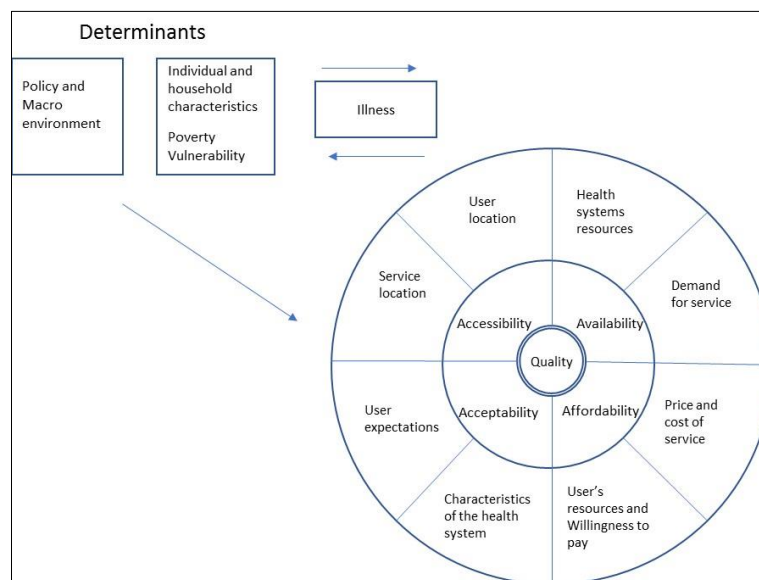 Determinants
Policy and
Macro
environment
Individual and
household
characteristics
Poverty
Vulnerability
Illness
User
location
Health
systems
resources
Service
location
Demand
for service
Accessibility
Availability
Quality
Acceptability
Affordability
User
expectations
Price and
cost of
service
Characteristics
of the health
system
User’s
resources and
Willingness to
pay